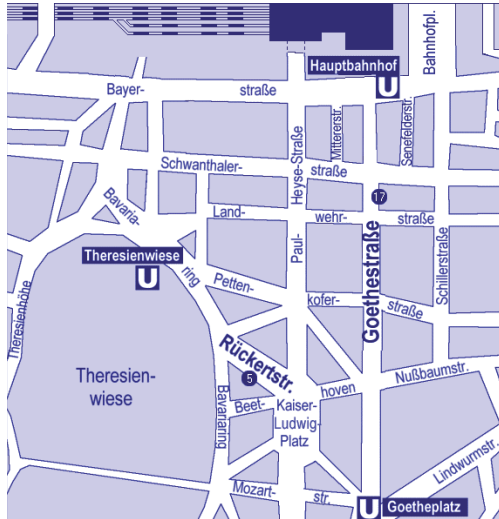 Bahnhofpl.
Hauptbahnhof
U
Bayer-
straße
Mittererstr.
Senefelderstr.
Schwanthaler-
straße
Heyse-Straße
17
Bavaria-
Land-
wehr-
straße
Theresienwiese
U
ring
Paul-
Goethestraße
Schillerstraße
Theresienhöhe
Petten-
kofer-
straße
Rückertstr.
5
Theresien-
wiese
Nußbaumstr.
Bavariaring
Beet-
hoven
Kaiser-
Ludwig-
Platz
Lindwurmstr.
Mozart-
str.
U
Goetheplatz